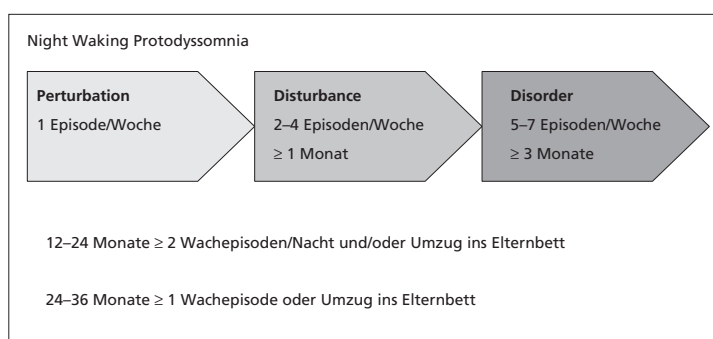 Night Waking Protodyssomnia
Perturbation
1 Episode/Woche
Disturbance
2–4 Episoden/Woche
≥ 1 Monat
Disorder
5–7 Episoden/Woche
≥ 3 Monate
12–24 Monate ≥ 2 Wachepisoden/Nacht und/oder Umzug ins Elternbett
24–36 Monate ≥ 1 Wachepisode oder Umzug ins Elternbett